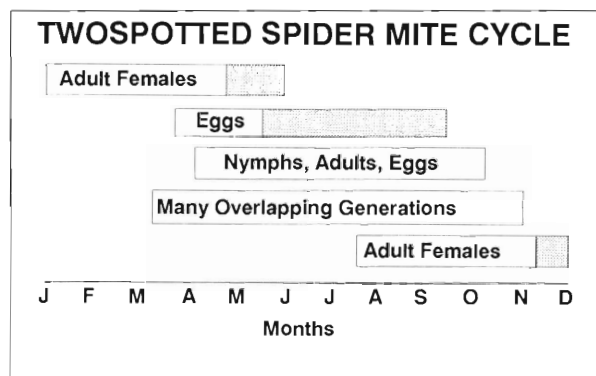 TWOSPOTTED SPIDER MITE CYCLE
Adult Females
Eggs
Nymphs, Adults, Eggs
Many Overlapping Generations
Adult Females
J F M A M J J A S O N D
Months